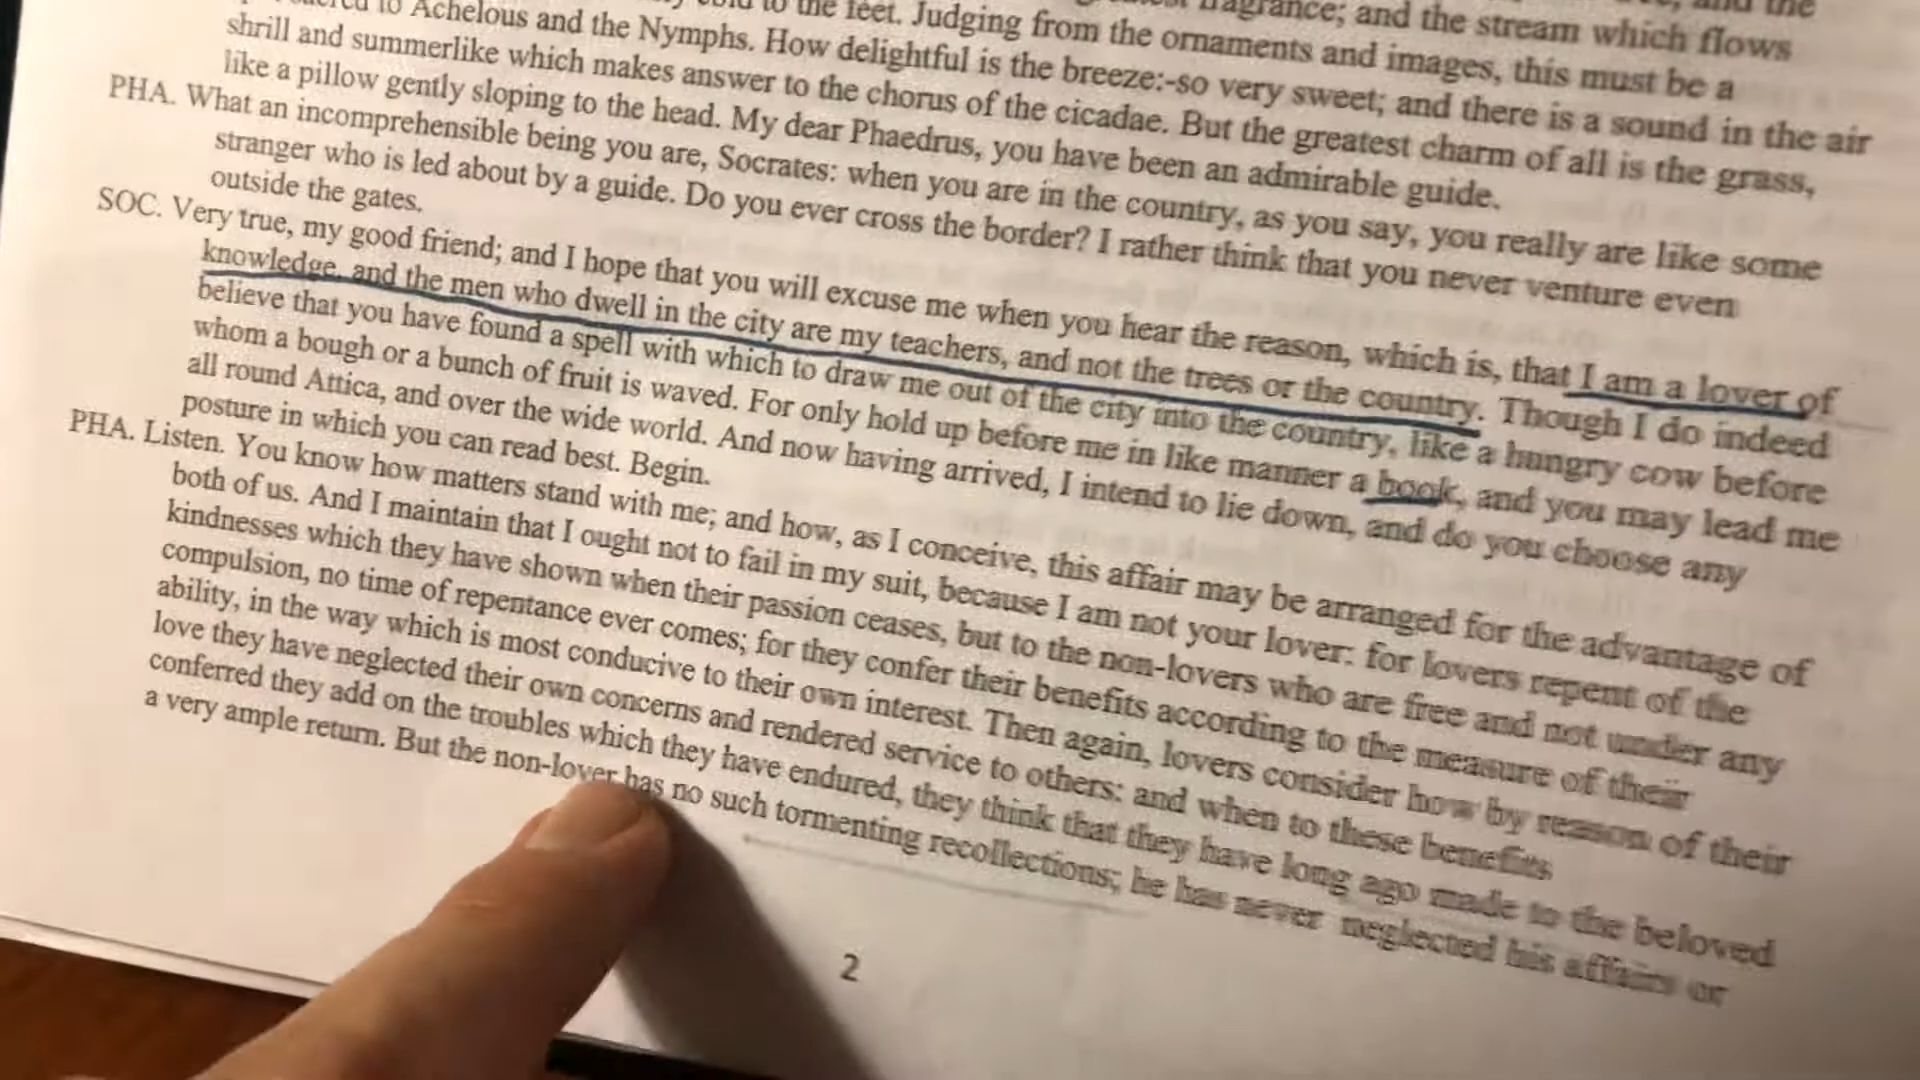 to Achelous and the Nymphs. How delightful is the breeze:-so very sweet; and there is a sound in the air
to the feet. Judging from the ornaments and images, this must be a
fragrance; and the stream which flows
and the
shrill and summerlike which makes answer to the chorus of the cicadae. But the greatest charm of all is the grass,
like a pillow gently sloping to the head. My dear Phaedrus, you have been an admirable guide.
PHA. What an incomprehensible being you are, Socrates: when you are in the country, as you say, you really are like some
stranger who is led about by a guide. Do you ever cross the border? I rather think that you never venture even
outside the gates.
SOC. Very true, my good friend; and I hope that you will excuse me when you hear the reason, which is, that I am a lover of
knowledge, and the men who dwell in the city are my teachers, and not the trees or the country. Though I do indeed
believe that you have found a spell with which to draw me out of the city into the country, like a hungry cow before
whom a bough or a bunch of fruit is waved. For only hold up before me in like manner a book, and you may lead me
all round Attica, and over the wide world. And now having arrived, I intend to lie down, and do you choose any
posture in which you can read best. Begin.
PHA. Listen. You know how matters stand with me; and how, as I conceive, this affair may be arranged for the advantage of
both of us. And I maintain that I ought not to fail in my suit, because I am not your lover: for lovers repent of the
kindnesses which they have shown when their passion ceases, but to the non-lovers who are free and not under any
compulsion, no time of repentance ever comes; for they confer their benefits according to the measure of their
ability, in the way which is most conducive to their own interest. Then again, lovers consider how by reason of their
love they have neglected their own concerns and rendered service to others: and when to these benefits
conferred they add on the troubles which they have endured, they think that they have long ago made to the beloved
a very ample return. But the non-lover has no such tormenting recollections; he has never neglected his affairs or
2